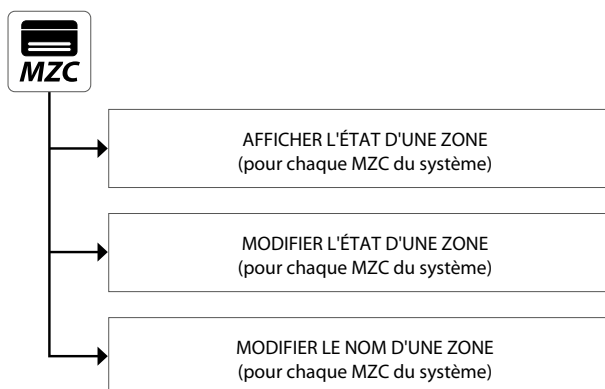 MZC
AFFICHER L'ÉTAT D'UNE ZONE
(pour chaque MZC du système)
MODIFIER L'ÉTAT D'UNE ZONE
(pour chaque MZC du système)
MODIFIER LE NOM D'UNE ZONE
(pour chaque MZC du système)